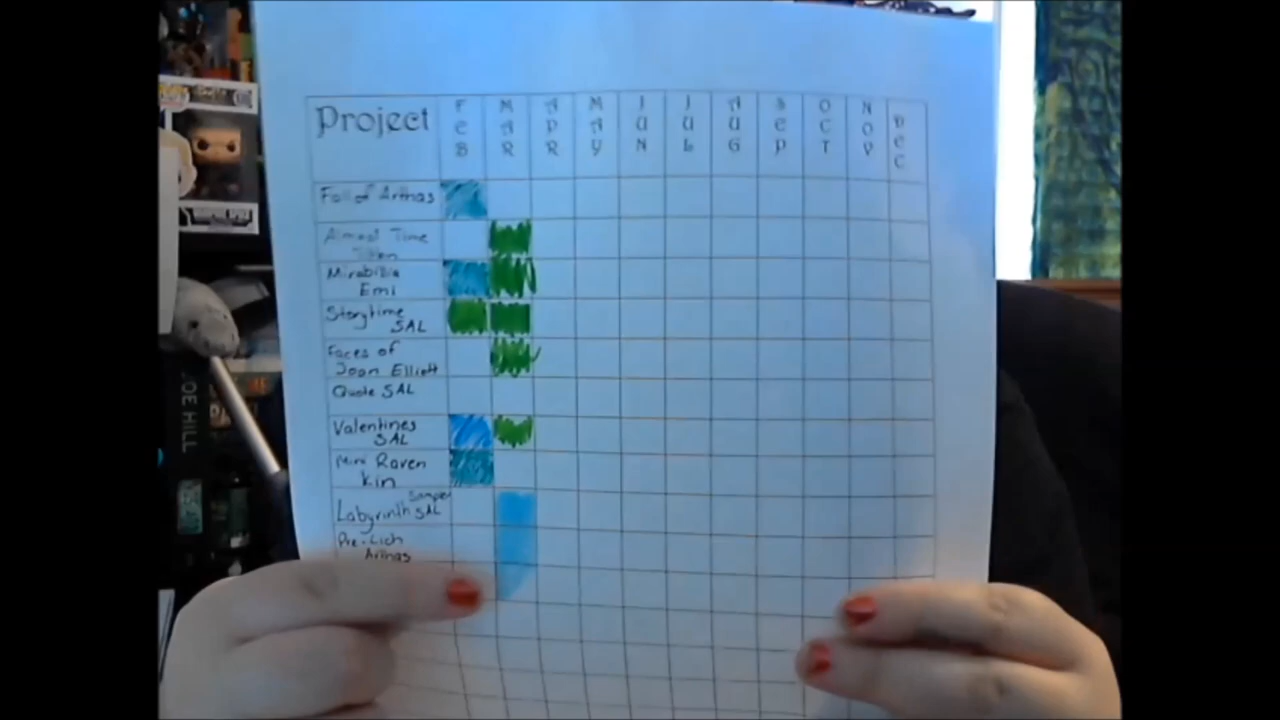 Project FEB MAR APR MAY JUN JUL AUG SEP OCT NOV DEC
Fall of Arthas
Almost Time
Mirabilia
Emi
Storytime
SAL
Faces of
Joan Elliott
Quote SAL
Valentines
SAL
Mini Raven
Kin
Labyrinth Sampler
SAL
Pre-Lich
Arthas
JOE HILL